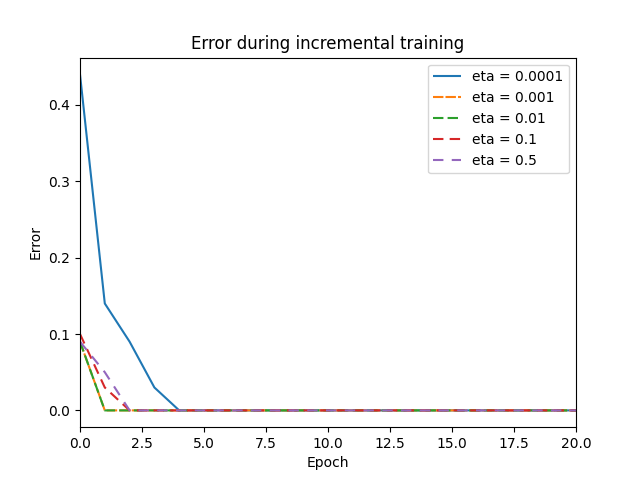 Error during incremental training
eta = 0.0001
eta = 0.001
eta = 0.01
eta = 0.1
eta = 0.5
0.4
0.3
0.2
0.1
0.0
Error
0.0 2.5 5.0 7.5 10.0 12.5 15.0 17.5 20.0
Epoch